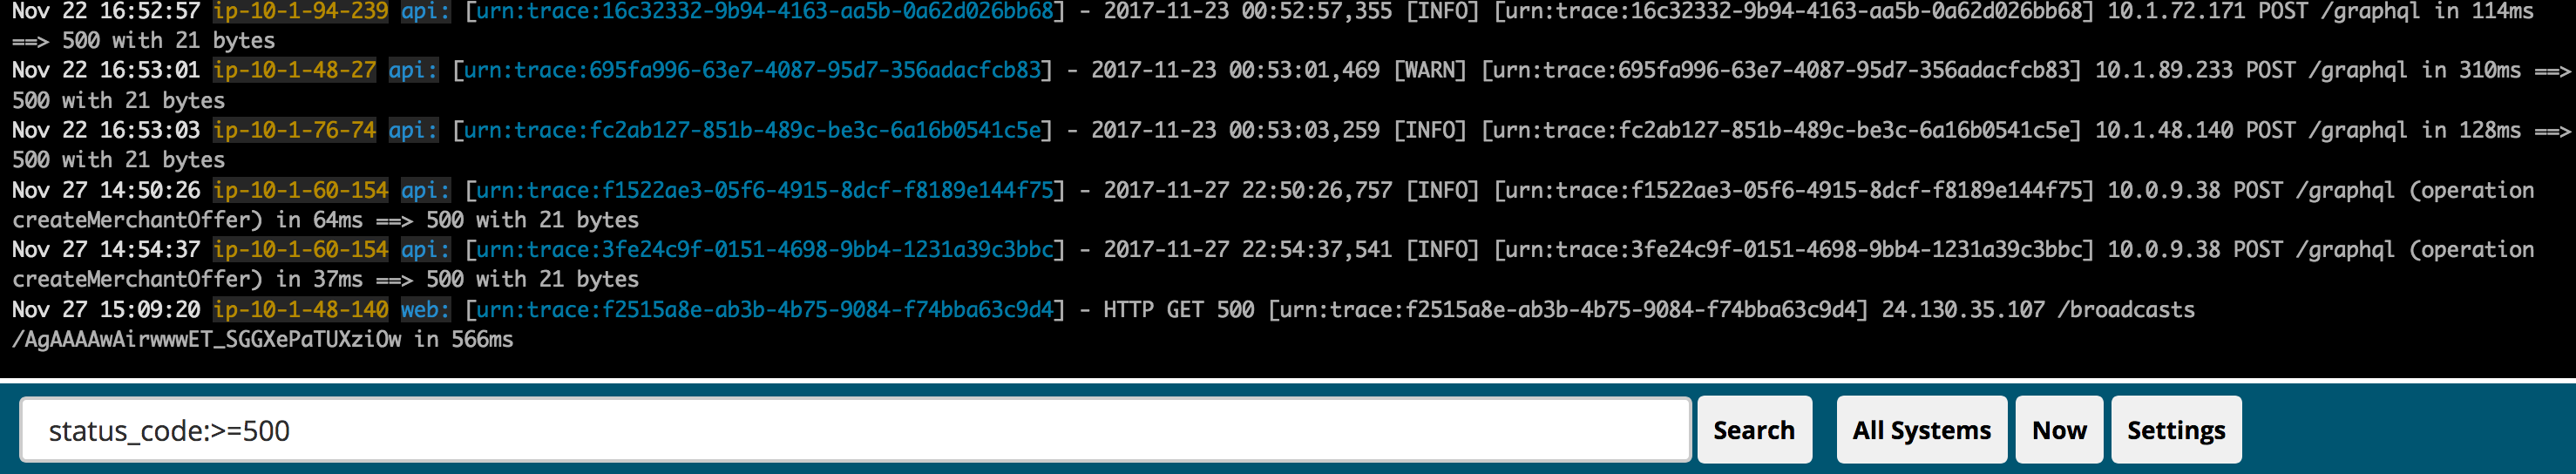 Nov 22 16:52:57 ip-10-1-94-239 api: [urn:trace:16c32332-9b94-4163-aa5b-0a62d026bb68] - 2017-11-23 00:52:57,355 [INFO] [urn:trace:16c32332-9b94-4163-aa5b-0a62d026bb68] 10.1.72.171 POST /graphql in 114ms
==> 500 with 21 bytes
Nov 22 16:53:01 ip-10-1-48-27 api: [urn:trace:695fa996-63e7-4087-95d7-356adacfcb83] - 2017-11-23 00:53:01,469 [WARN] [urn:trace:695fa996-63e7-4087-95d7-356adacfcb83] 10.1.89.233 POST /graphql in 310ms ==>
500 with 21 bytes
Nov 22 16:53:03 ip-10-1-76-74 api: [urn:trace:fc2ab127-851b-489c-be3c-6a16b0541c5e] - 2017-11-23 00:53:03,259 [INFO] [urn:trace:fc2ab127-851b-489c-be3c-6a16b0541c5e] 10.1.48.140 POST /graphql in 128ms ==>
500 with 21 bytes
Nov 27 14:50:26 ip-10-1-60-154 api: [urn:trace:f1522ae3-05f6-4915-8dcf-f8189e144f75] - 2017-11-27 22:50:26,757 [INFO] [urn:trace:f1522ae3-05f6-4915-8dcf-f8189e144f75] 10.0.9.38 POST /graphql (operation
createMerchantOffer) in 64ms ==> 500 with 21 bytes
Nov 27 14:54:37 ip-10-1-60-154 api: [urn:trace:3fe24c9f-0151-4698-9bb4-1231a39c3bbc] - 2017-11-27 22:54:37,541 [INFO] [urn:trace:3fe24c9f-0151-4698-9bb4-1231a39c3bbc] 10.0.9.38 POST /graphql (operation
createMerchantOffer) in 37ms ==> 500 with 21 bytes
Nov 27 15:09:20 ip-10-1-48-140 web: [urn:trace:f2515a8e-ab3b-4b75-9084-f74bba63c9d4] - HTTP GET 500 [urn:trace:f2515a8e-ab3b-4b75-9084-f74bba63c9d4] 24.130.35.107 /broadcasts
/AgAAAAwAirwwwET_SGGXePaTUXziOw in 566ms
status_code:>=500 Search All Systems Now Settings